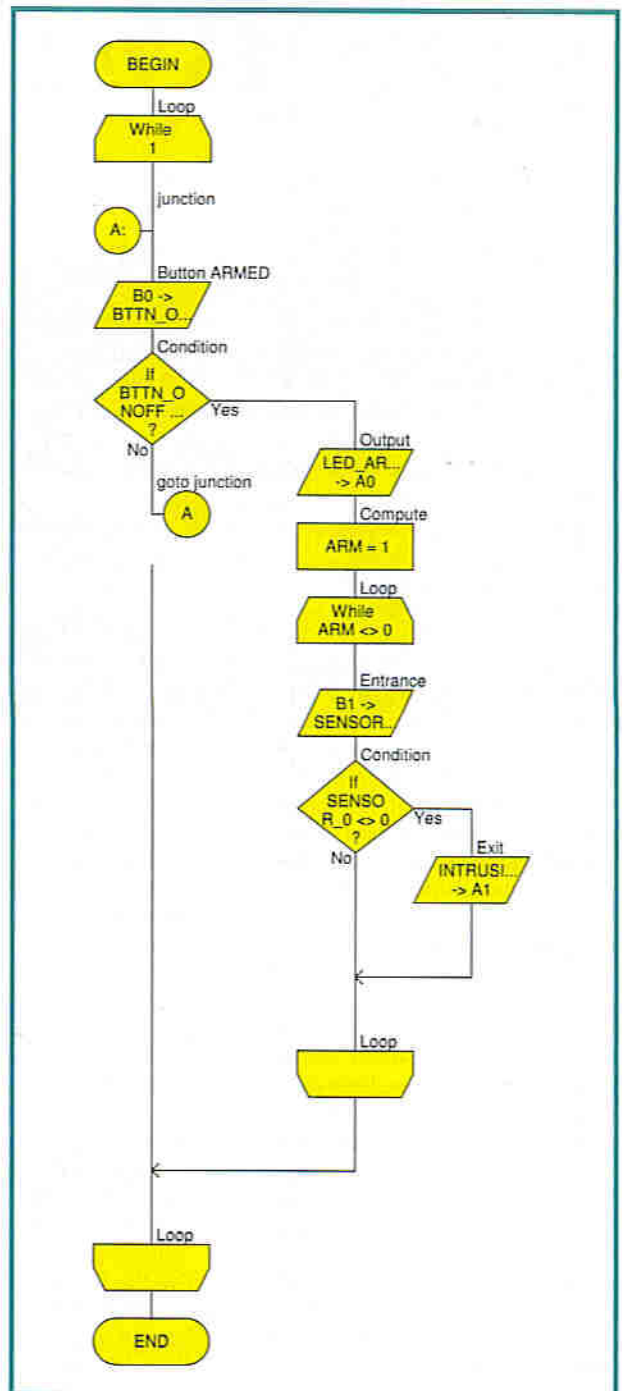 BEGIN
Loop
While
1
junction
A:
Button ARMED
B0 ->
BTTN_O...
Condition
If
BTTN_O
NOFF ...
?
Yes
No
goto junction
A
Output
LED_AR...
-> A0
Compute
ARM = 1
Loop
While
ARM <> 0
Entrance
B1 ->
SENSOR...
Condition
If
SENSO
R_0 <> 0
?
Yes
No
Exit
INTRUSI...
-> A1
Loop
Loop
END